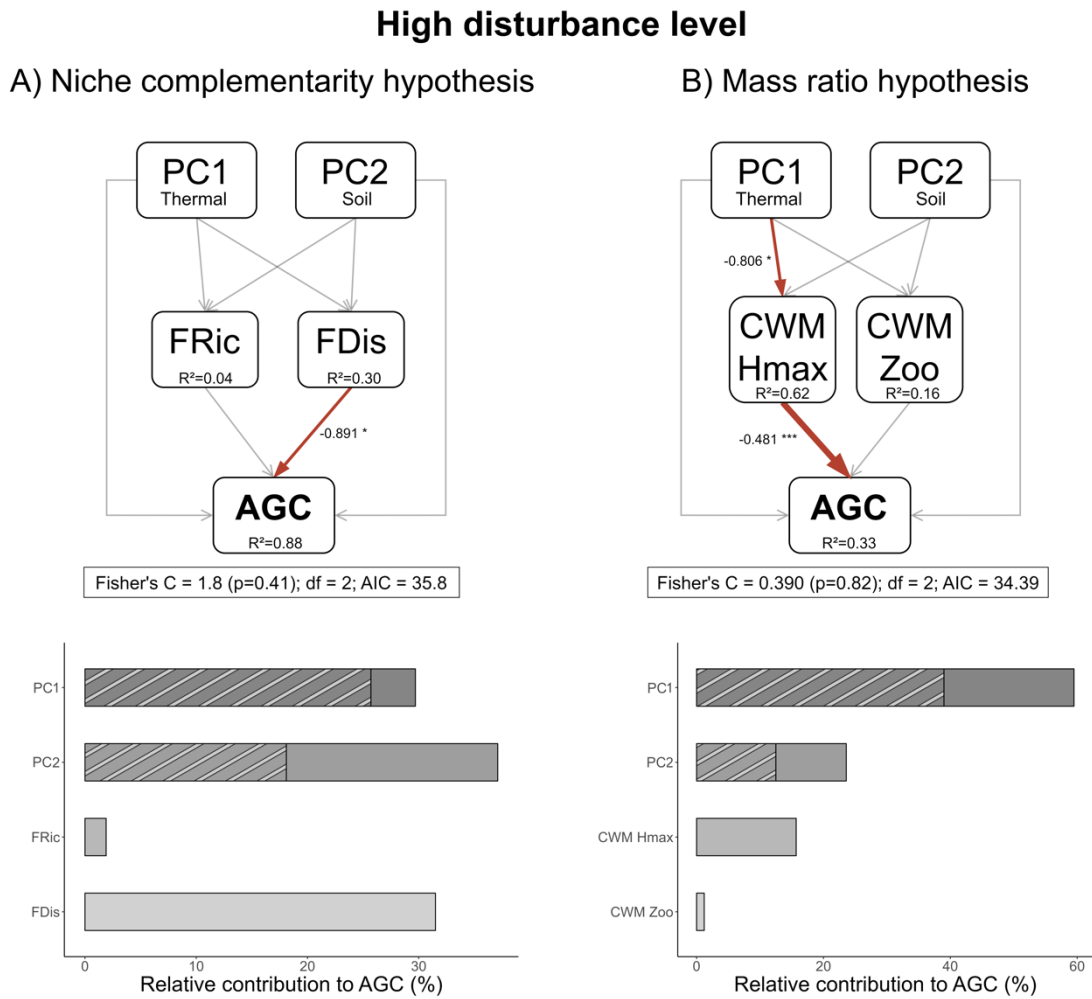 High disturbance level
A) Niche complementarity hypothesis
PC1
Thermal
PC2
Soil
FRic
R²=0.04
FDis
R²=0.30
-0.891 *
AGC
R²=0.88
Fisher's C = 1.8 (p=0.41); df = 2; AIC = 35.8
B) Mass ratio hypothesis
PC1
Thermal
PC2
Soil
-0.806 *
CWM
Hmax
R²=0.62
CWM
Zoo
R²=0.16
-0.481 ***
AGC
R²=0.33
Fisher's C = 0.390 (p=0.82); df = 2; AIC = 34.39
PC1
PC2
FRic
FDis
0
30
Relative contribution to AGC (%)
PC1
PC2
CWM Hmax
CWM Zoo
0
20
40
60
Relative contribution to AGC (%)